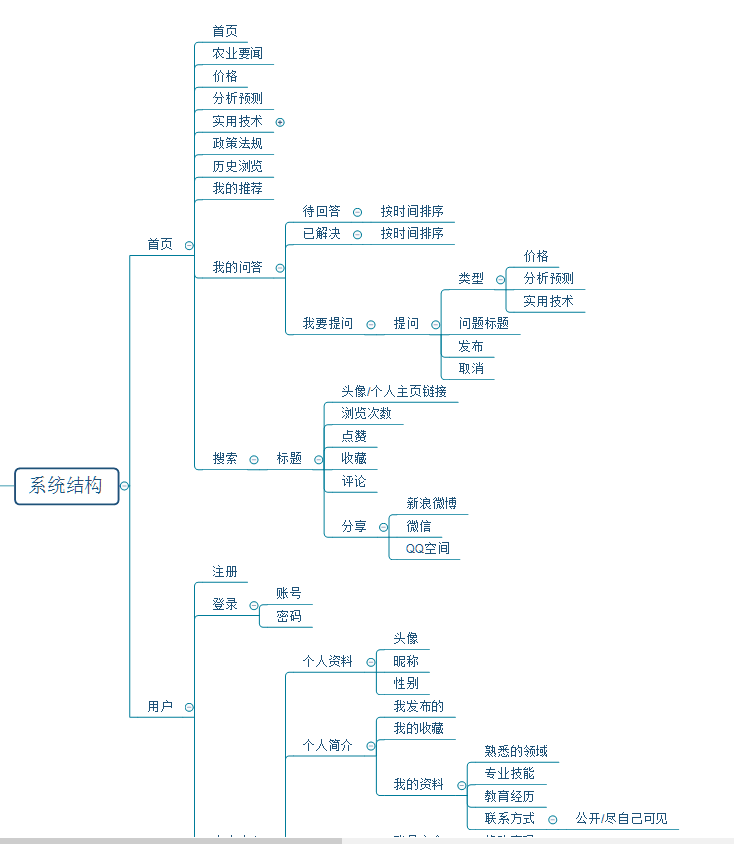 首页
农业要闻
价格
分析预测
实用技术
政策法规
历史浏览
我的推荐
待回答
按时间排序
已解决
按时间排序
首页
价格
我的问答
类型
分析预测
实用技术
我要提问
提问
问题标题
发布
取消
头像/个人主页链接
浏览次数
点赞
搜索
标题
收藏
评论
系统结构
新浪微博
分享
微信
QQ空间
注册
账号
登录
密码
头像
个人资料
昵称
性别
用户
我发布的
我的收藏
个人简介
熟悉的领域
专业技能
我的资料
教育经历
联系方式
公开/尽自己可见